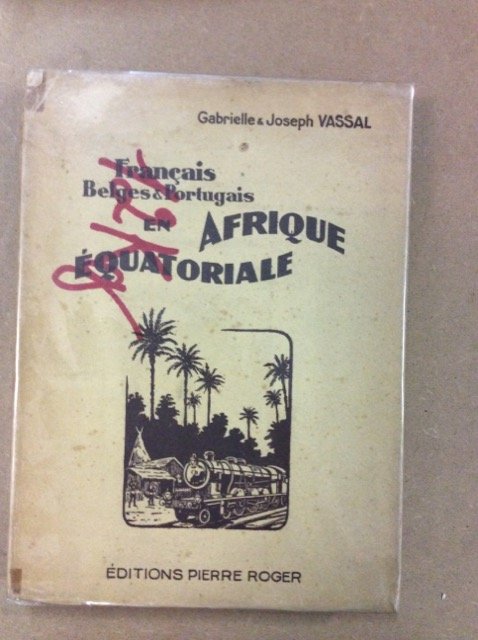 Gabrielle & Joseph VASSAL
Français
Belges & Portugais
EN AFRIQUE
ÉQUATORIALE
ÉDITIONS PIERRE ROGER